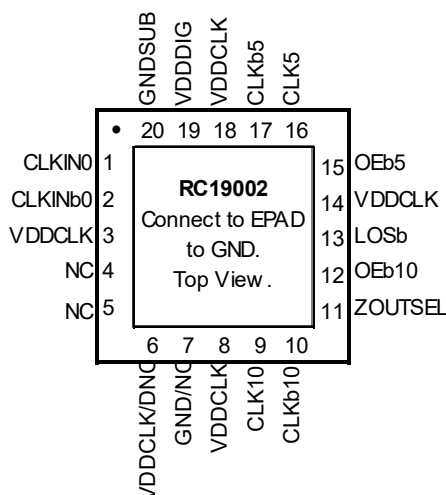 GNDSUB
VDDDIG
VDDCLK
CLKb5
CLK5
20 19 18 17 16
CLKIN0 1
CLKINb0 2
VDDCLK 3
NC 4
NC 5
RC19002
Connect to EPAD
to GND.
Top View .
15 OEb5
14 VDDCLK
13 LOSb
12 OEb10
11 ZOUTSEL
6 7 8 9 10
VDDCLK/DNC
GND/NC
VDDCLK
CLK10
CLKb10